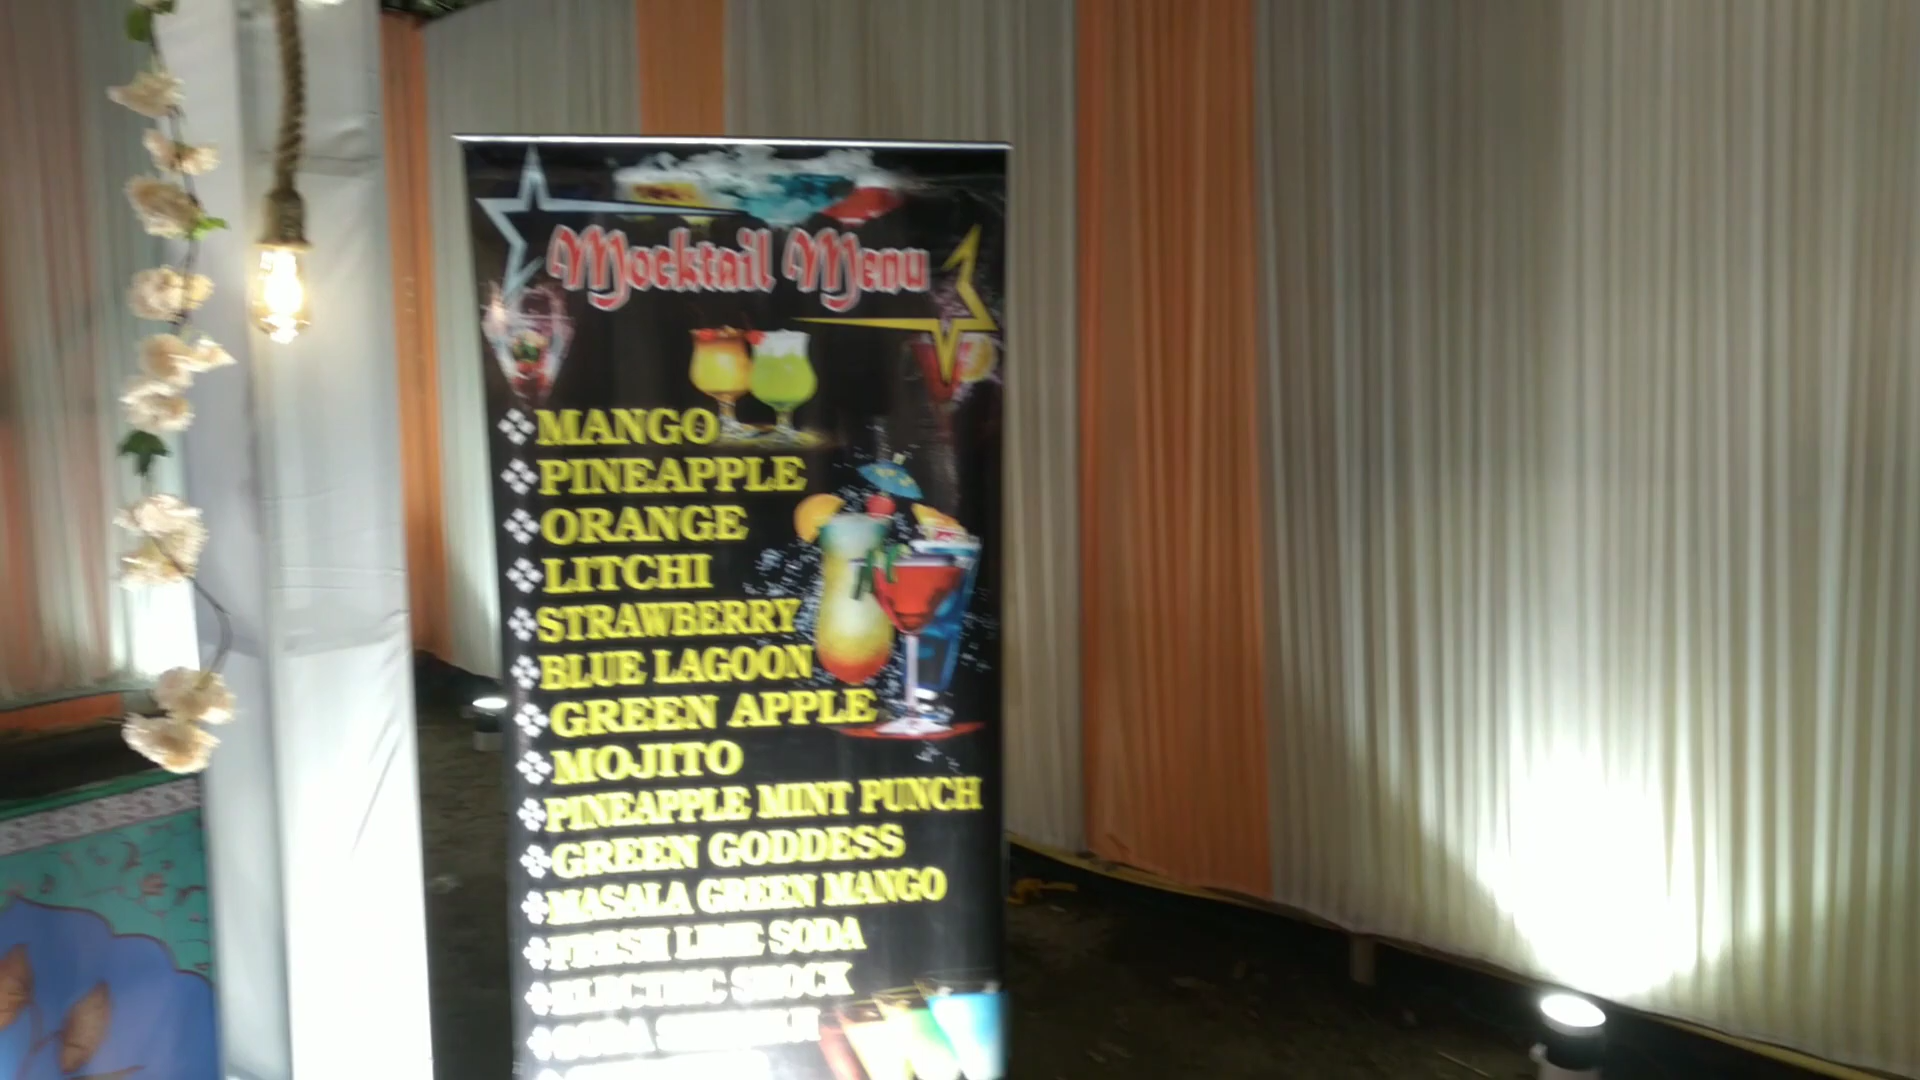 Mocktail Menu
MANGO
PINEAPPLE
ORANGE
LITCHI
STRAWBERRY
BLUE LAGOON
GREEN APPLE
MOJITO
PINEAPPLE MINT PUNCH
GREEN GODDESS
MASALA GREEN MANGO
FRESH LIME SODA
ELECTRIC SHOCK
SODA